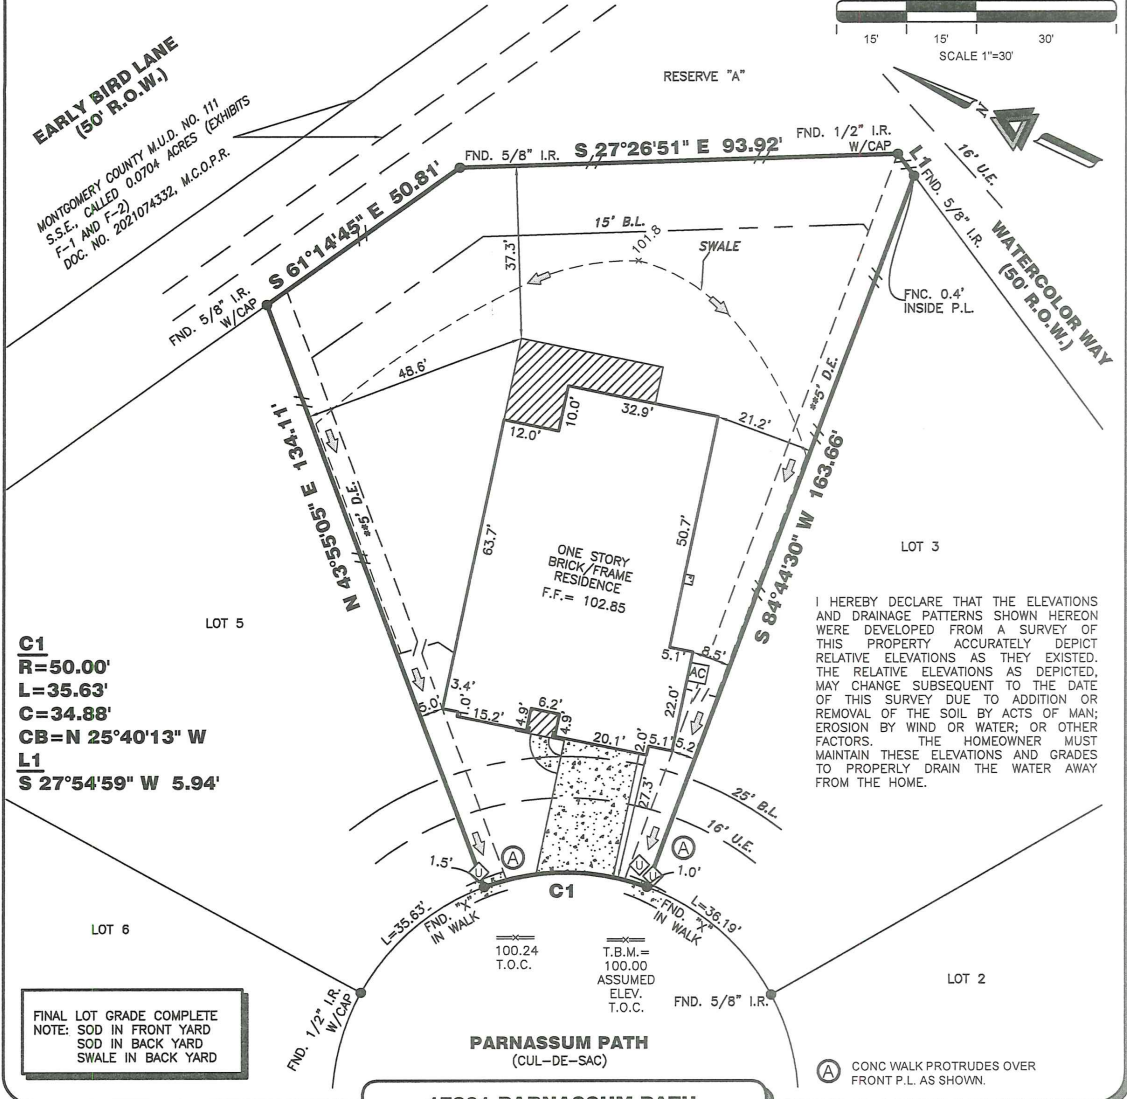 15' 15' 30'
SCALE 1"=30'
N
RESERVE "A"
EARLY BIRD LANE
(50' R.O.W.)
MONTGOMERY COUNTY M.U.D. NO. 111
S.S.E., CALLED 0.0704 ACRES (EXHIBITS
F-1 AND F-2)
DOC. NO. 2021074332, M.C.O.P.R.
FND. 5/8" I.R.
S 27°26'51" E 93.92'
FND. 1/2" I.R.
W/CAP
L1
16' U.E.
FND. 5/8" I.R.
WATERCOLOR WAY
(50' R.O.W.)
S 61°14'45" E 50.81'
FND. 5/8" I.R.
W/CAP
37.3'
15' B.L.
101.8
SWALE
FNC. 0.4'
INSIDE P.L.
48.6'
**5' D.E.
10.0'
32.9'
12.0'
21.2'
N 43°55'05" E 134.11'
**5' D.E.
63.7'
50.7'
S 84°44'30" W 163.66'
ONE STORY
BRICK/FRAME
RESIDENCE
F.F.= 102.85
LOT 3
LOT 5
I HEREBY DECLARE THAT THE ELEVATIONS
AND DRAINAGE PATTERNS SHOWN HEREON
WERE DEVELOPED FROM A SURVEY OF
THIS PROPERTY ACCURATELY DEPICT
RELATIVE ELEVATIONS AS THEY EXISTED.
THE RELATIVE ELEVATIONS AS DEPICTED,
MAY CHANGE SUBSEQUENT TO THE DATE
OF THIS SURVEY DUE TO ADDITION OR
REMOVAL OF THE SOIL BY ACTS OF MAN;
EROSION BY WIND OR WATER; OR OTHER
FACTORS. THE HOMEOWNER MUST
MAINTAIN THESE ELEVATIONS AND GRADES
TO PROPERLY DRAIN THE WATER AWAY
FROM THE HOME.
C1
R=50.00'
L=35.63'
C=34.88'
CB=N 25°40'13" W
L1
S 27°54'59" W 5.94'
5.1'
8.5'
AC
3.4'
5.0'
15.2'
4.9'
6.2'
4.9'
22.0'
20.1'
2.0'
5.1'
5.2'
27.3'
25' B.L.
16' U.E.
1.5'
A
U
U
U
A
1.0'
C1
L=35.63'
FND. "X"
IN WALK
FND. "X"
IN WALK
L=36.19'
LOT 6
100.24
T.O.C.
T.B.M.=
100.00
ASSUMED
ELEV.
T.O.C.
LOT 2
FND. 1/2" I.R.
W/CAP
FND. 5/8" I.R.
FINAL LOT GRADE COMPLETE
NOTE: SOD IN FRONT YARD
SOD IN BACK YARD
SWALE IN BACK YARD
PARNASSUM PATH
(CUL-DE-SAC)
A CONC WALK PROTRUDES OVER
FRONT P.L. AS SHOWN.
PARNASSUM PATH